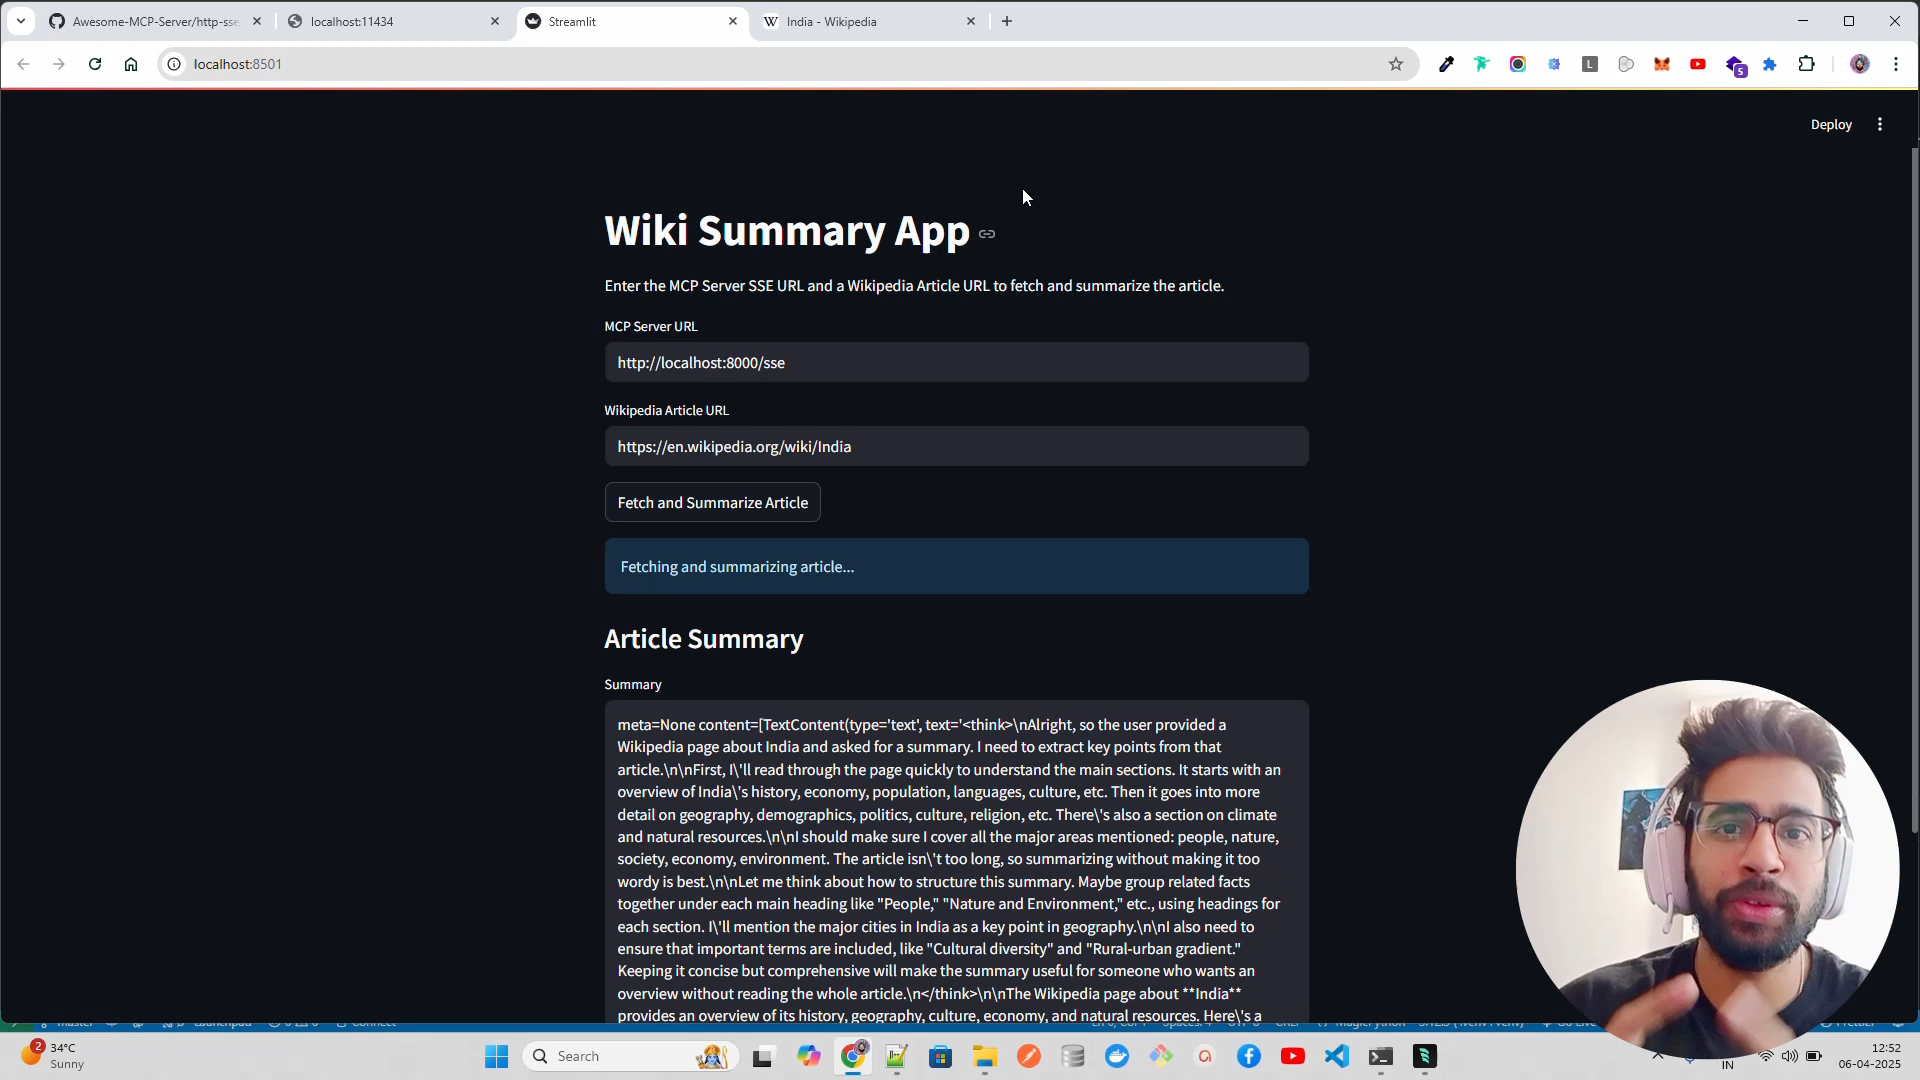 Awesome-MCP-Server/http-sse
localhost:11434
Streamlit
W India - Wikipedia
localhost:8501
L
5
Deploy
Wiki Summary App
Enter the MCP Server SSE URL and a Wikipedia Article URL to fetch and summarize the article.
MCP Server URL
http://localhost:8000/sse
Wikipedia Article URL
https://en.wikipedia.org/wiki/India
Fetch and Summarize Article
Fetching and summarizing article...
Article Summary
Summary
meta=None content=[TextContent(type='text', text='<think>\nAlright, so the user provided a
Wikipedia page about India and asked for a summary. I need to extract key points from that
article.\n\nFirst, I\'ll read through the page quickly to understand the main sections. It starts with an
overview of India\'s history, economy, population, languages, culture, etc. Then it goes into more
detail on geography, demographics, politics, culture, religion, etc. There\'s also a section on climate
and natural resources.\n\nI should make sure I cover all the major areas mentioned: people, nature,
society, economy, environment. The article isn\'t too long, so summarizing without making it too
wordy is best.\n\nLet me think about how to structure this summary. Maybe group related facts
together under each main heading like "People," "Nature and Environment," etc., using headings for
each section. I\'ll mention the major cities in India as a key point in geography.\n\nI also need to
ensure that important terms are included, like "Cultural diversity" and "Rural-urban gradient."
Keeping it concise but comprehensive will make the summary useful for someone who wants an
overview without reading the whole article.\n</think>\n\nThe Wikipedia page about **India**
provides an overview of its history, geography, culture, economy, and natural resources. Here\'s a
2
34°C
Sunny
Search
IN
12:52
06-04-2025